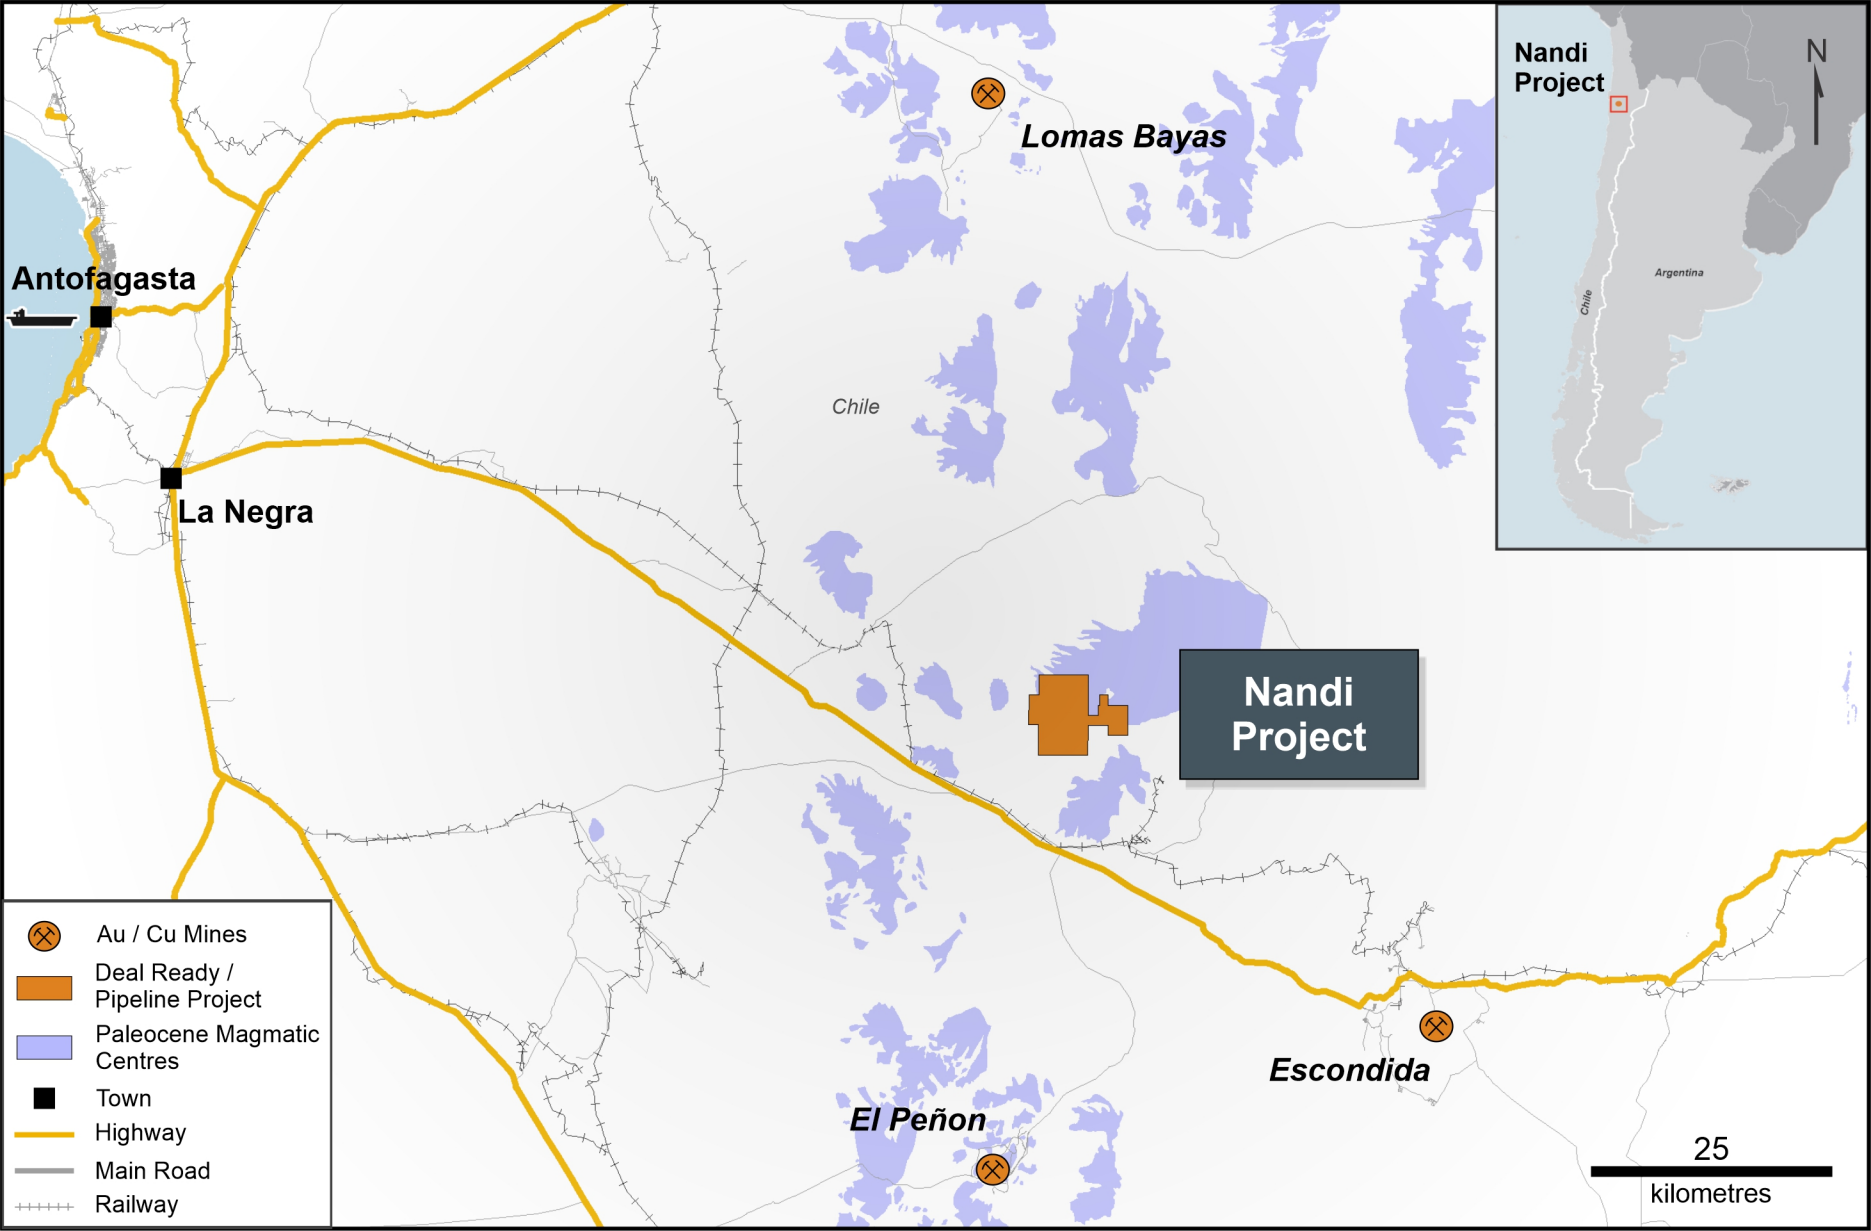 Nandi
Project
N
Lomas Bayas
Antofagasta
Argentina
Chile
Chile
La Negra
Nandi
Project
Au / Cu Mines
Deal Ready /
Pipeline Project
Paleocene Magmatic
Centres
Town
Highway
Main Road
Railway
El Peñon
Escondida
25
kilometres